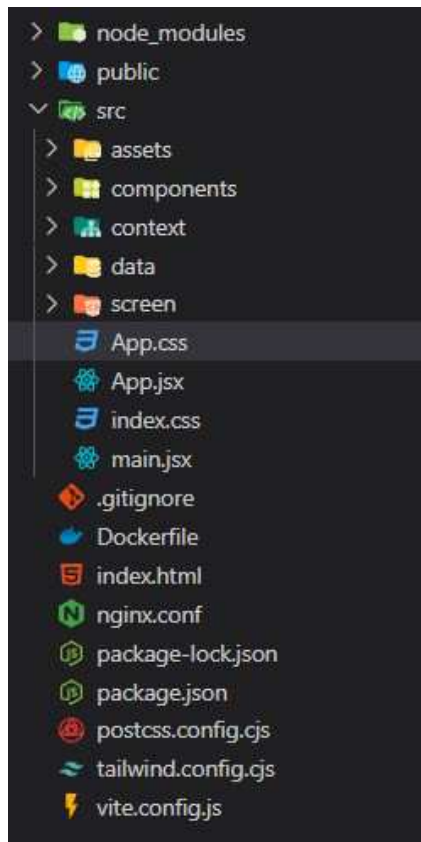 node_modules
public
src
assets
components
context
data
screen
App.css
App.jsx
index.css
main.jsx
.gitignore
Dockerfile
index.html
nginx.conf
package-lock.json
package.json
postcss.config.cjs
tailwind.config.cjs
vite.config.js